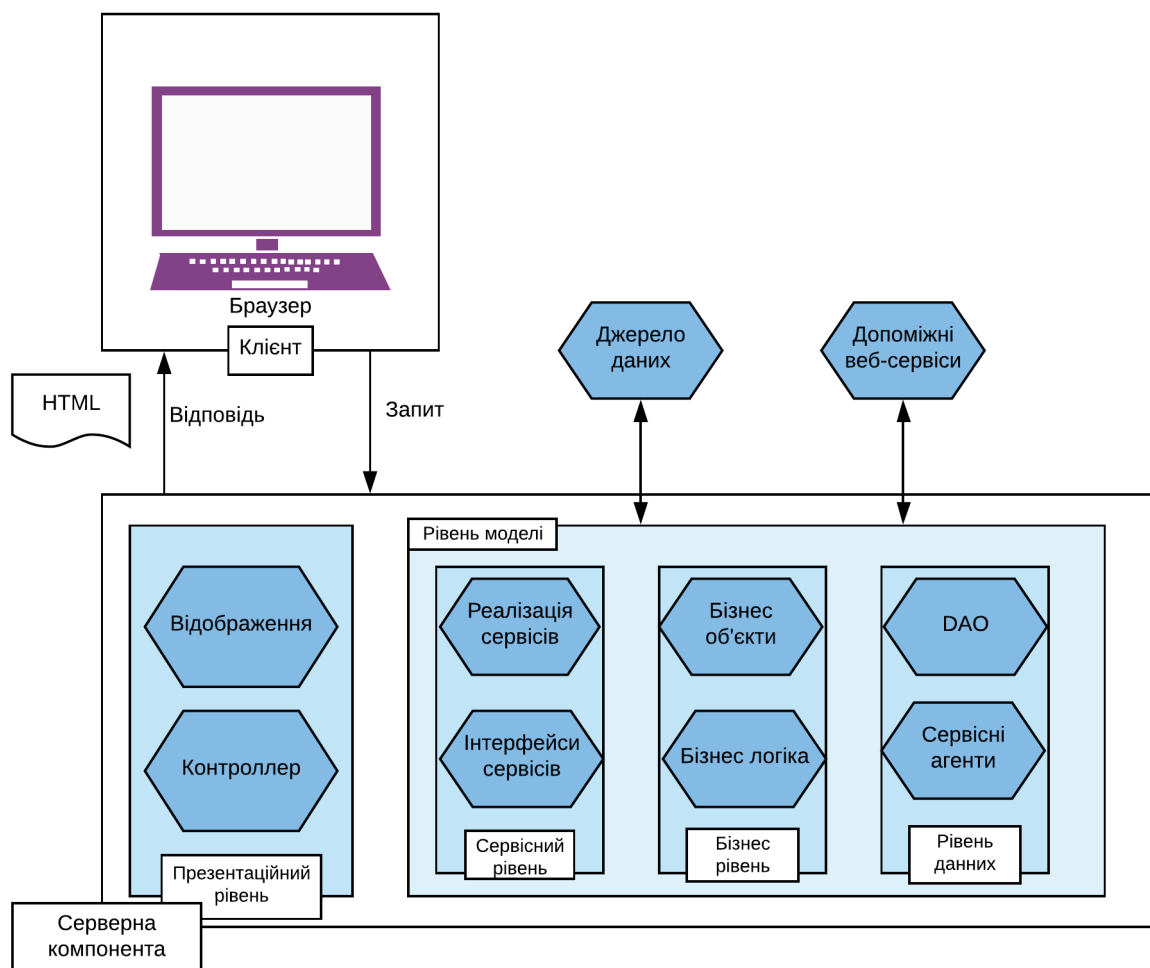 Браузер
Клієнт
HTML
Відповідь
Запит
Джерело
даних
Допоміжні
веб-сервіси
Рівень моделі
Відображення
Контроллер
Презентаційний
рівень
Реалізація
сервісів
Інтерфейси
сервісів
Сервісний
рівень
Бізнес
об'єкти
Бізнес логіка
Бізнес
рівень
DAO
Сервісні
агенти
Рівень
данних
Серверна
компонента